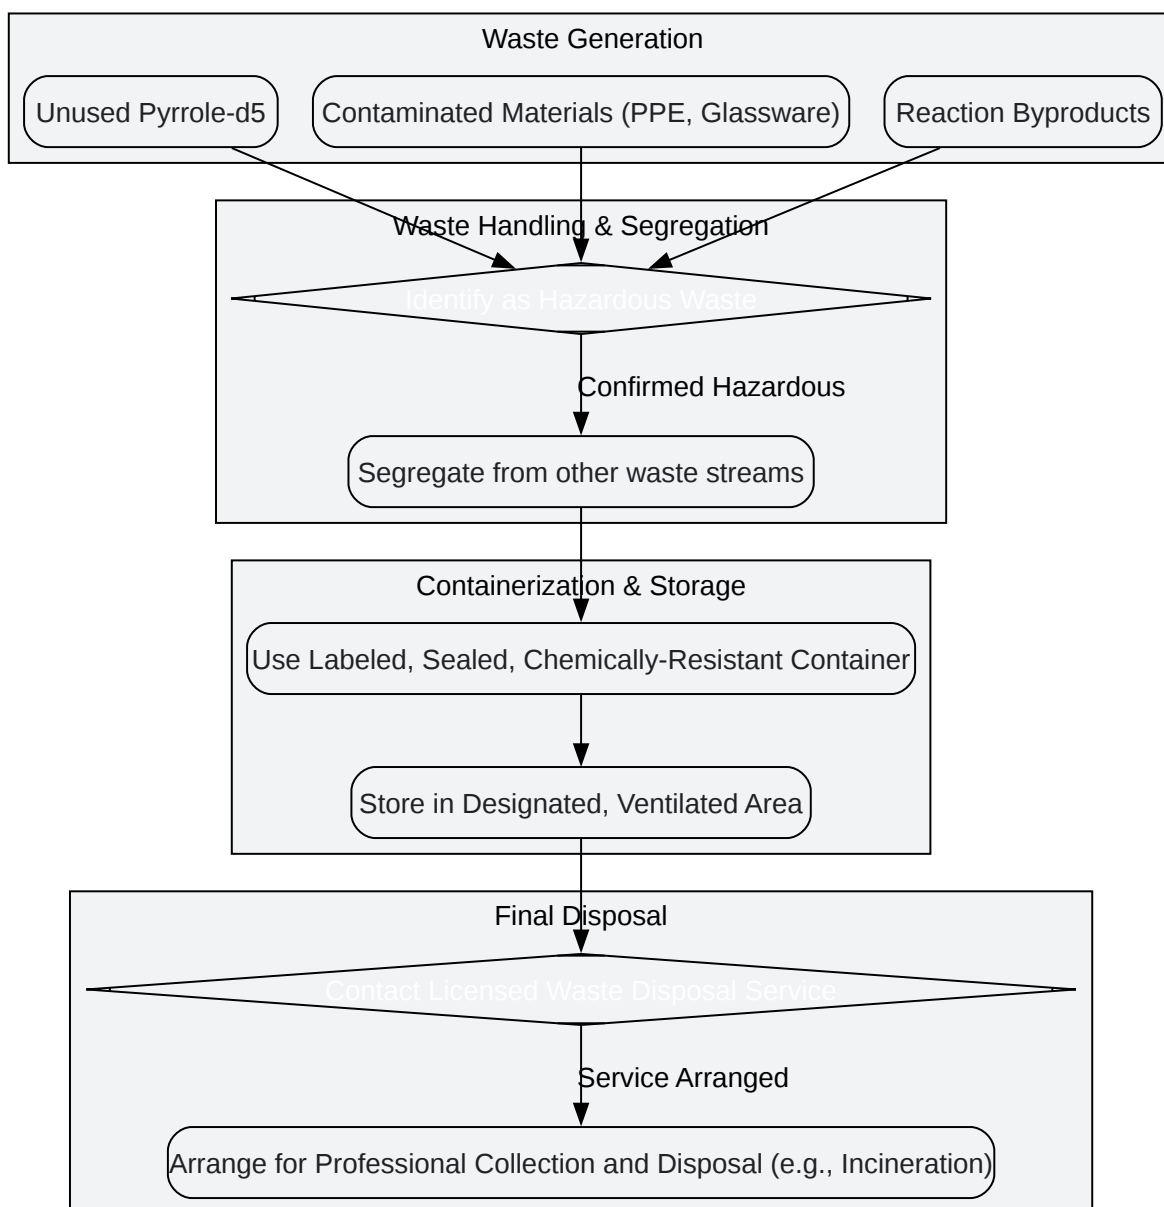 Waste Generation
Unused Pyrrole-d5
Contaminated Materials (PPE, Glassware)
Reaction Byproducts
Waste Handling & Segregation
Identify as Hazardous Waste
Confirmed Hazardous
Segregate from other waste streams
Containerization & Storage
Use Labeled, Sealed, Chemically-Resistant Container
Store in Designated, Ventilated Area
Final Disposal
Contact Licensed Waste Disposal Service
Service Arranged
Arrange for Professional Collection and Disposal (e.g., Incineration)